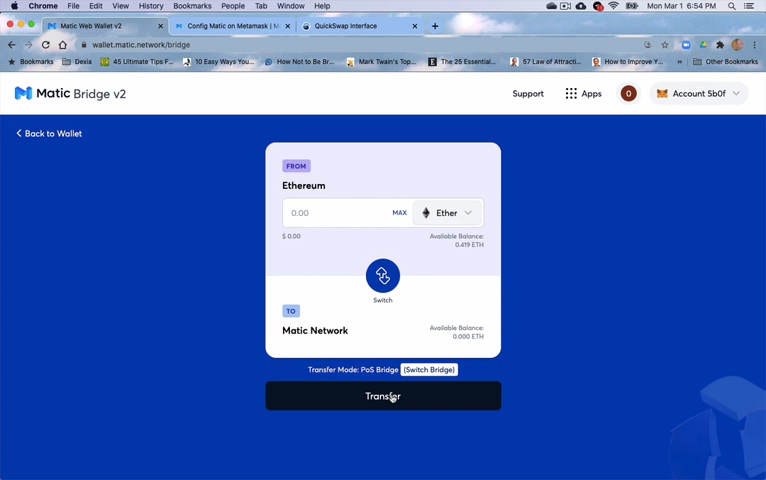 Chrome File Edit View History Bookmarks People Tab Window Help Mon Mar 1 6:54 PM
Matic Web Wallet v2 Config Matic on Metamask | M QuickSwap Interface
wallet.matic.network/bridge
Bookmarks Dexia 45 Ultimate Tips F... 10 Easy Ways You... How Not to Be Br... Mark Twain's Top... The 25 Essential... 57 Law of Attracti... How to Improve Y... » Other Bookmarks
Matic Bridge v2 Support Apps 0 Account 5b0f
Back to Wallet
FROM
Ethereum
0.00 MAX Ether
$ 0.00 Available Balance:
0.419 ETH
Switch
TO
Matic Network Available Balance:
0.000 ETH
Transfer Mode: PoS Bridge (Switch Bridge)
Transfer